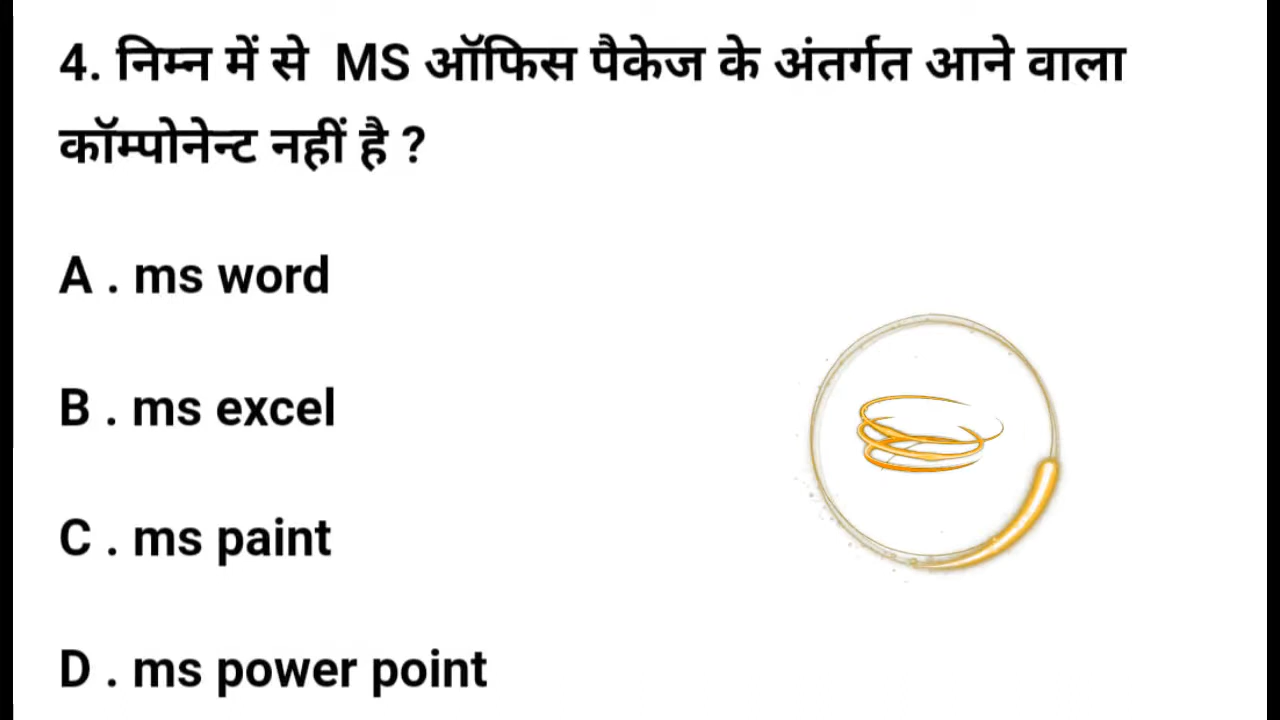 4. निम्न में से MS ऑफिस पैकेज के अंतर्गत आने वाला
कॉम्पोनेन्ट नहीं है ?
A . ms word
B . ms excel
C . ms paint
D . ms power point